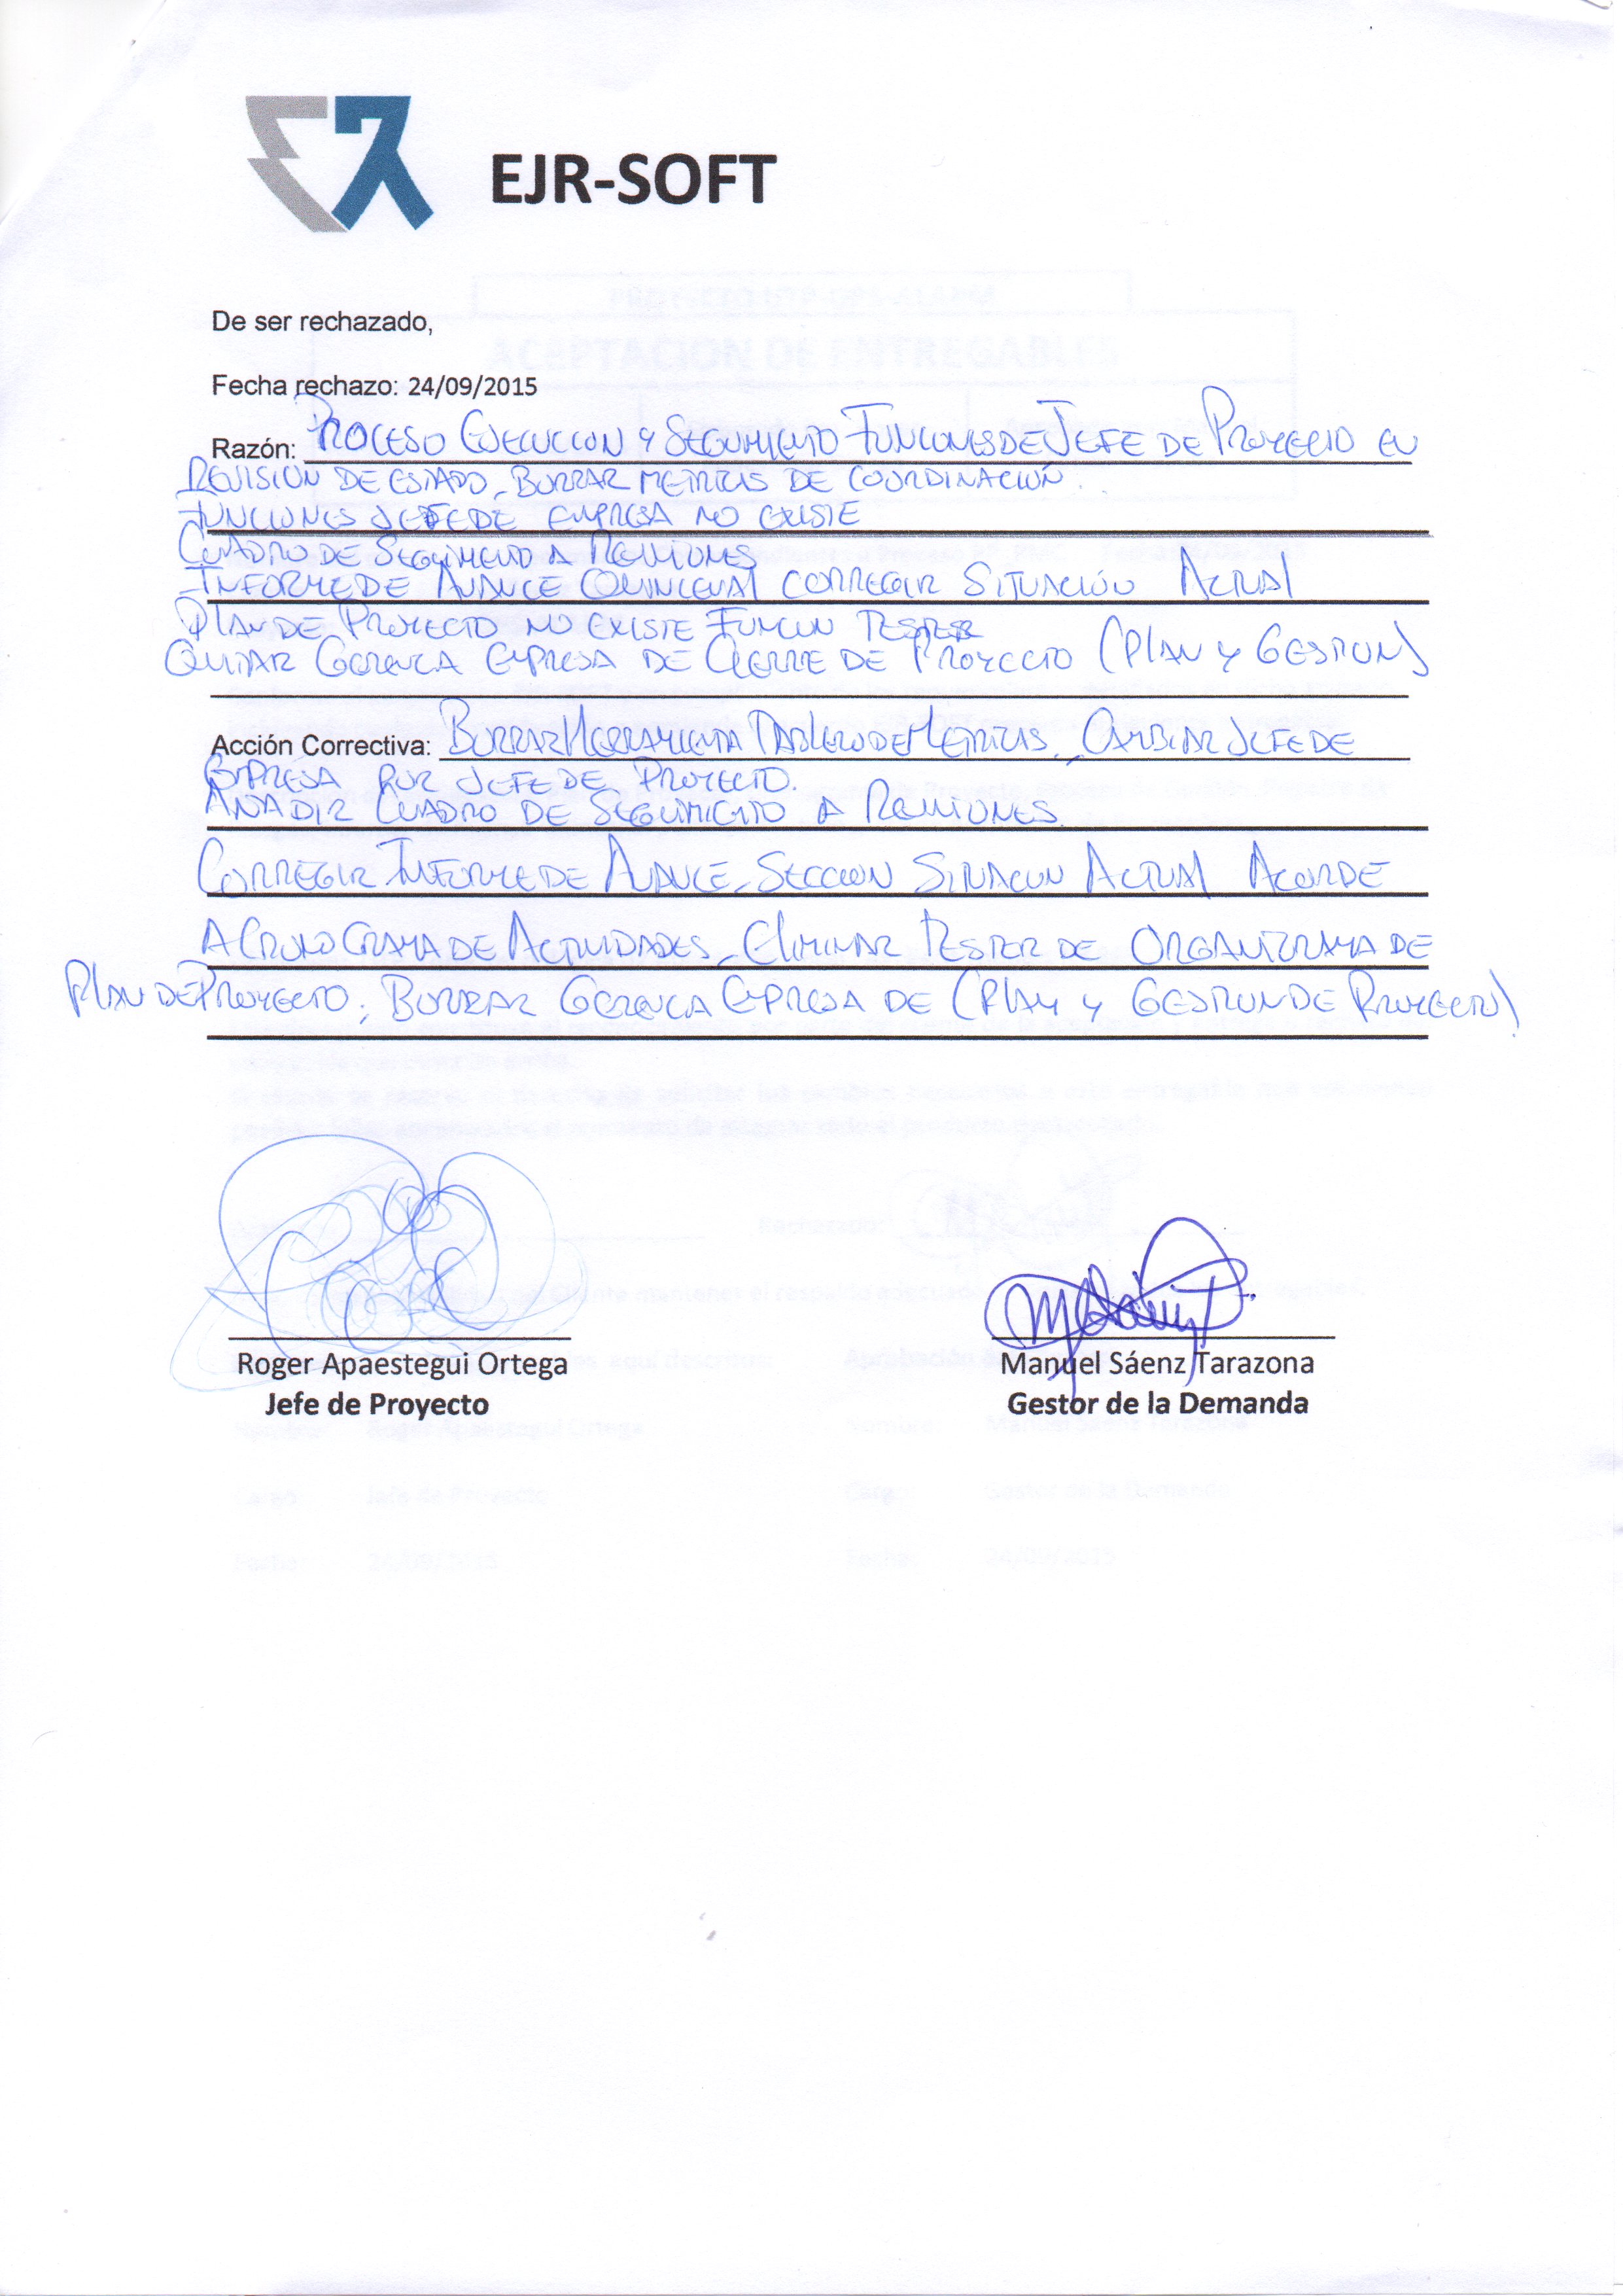 EJR-SOFT
De ser rechazado,
Fecha rechazo: 24/09/2015
Razón: PROCESO EJECUCCION Y SEGUIMIENTO FUNCIONES DE JEFE DE PROYECTO EN
REVISION DE ESTADO, BORRAR METRICAS DE COORDINACIÓN.
FUNCIONES JEFE DE EMPRESA NO EXISTE
CUADRO DE SEGUIMIENTO A REUNIONES
INFORME DE AVANCE QUINCENAL CORREGIR SITUACIÓN ACTUAL
PLAN DE PROYECTO NO EXISTE FUNCION TESTER
QUITAR GERENCIA EMPRESA DE CIERRE DE PROYECTO (PLAN Y GESTION)
Acción Correctiva: BORRAR HERRAMIENTA TABLERO DE METRICAS, CAMBIAR JEFE DE
EMPRESA POR JEFE DE PROYECTO.
AÑADIR CUADRO DE SEGUIMIENTO A REUNIONES.
CORREGIR INFORME DE AVANCE, SECCION SITUACION ACTUAL ACORDE
A CRONOGRAMA DE ACTIVIDADES, ELIMINAR TESTER DE ORGANIGRAMA DE
PLAN DE PROYECTO, BORRAR GERENCIA EMPRESA DE (PLAN Y GESTION DE PROYECTO)
Roger Apaestegui Ortega
Manuel Sáenz Tarazona
Jefe de Proyecto
Gestor de la Demanda